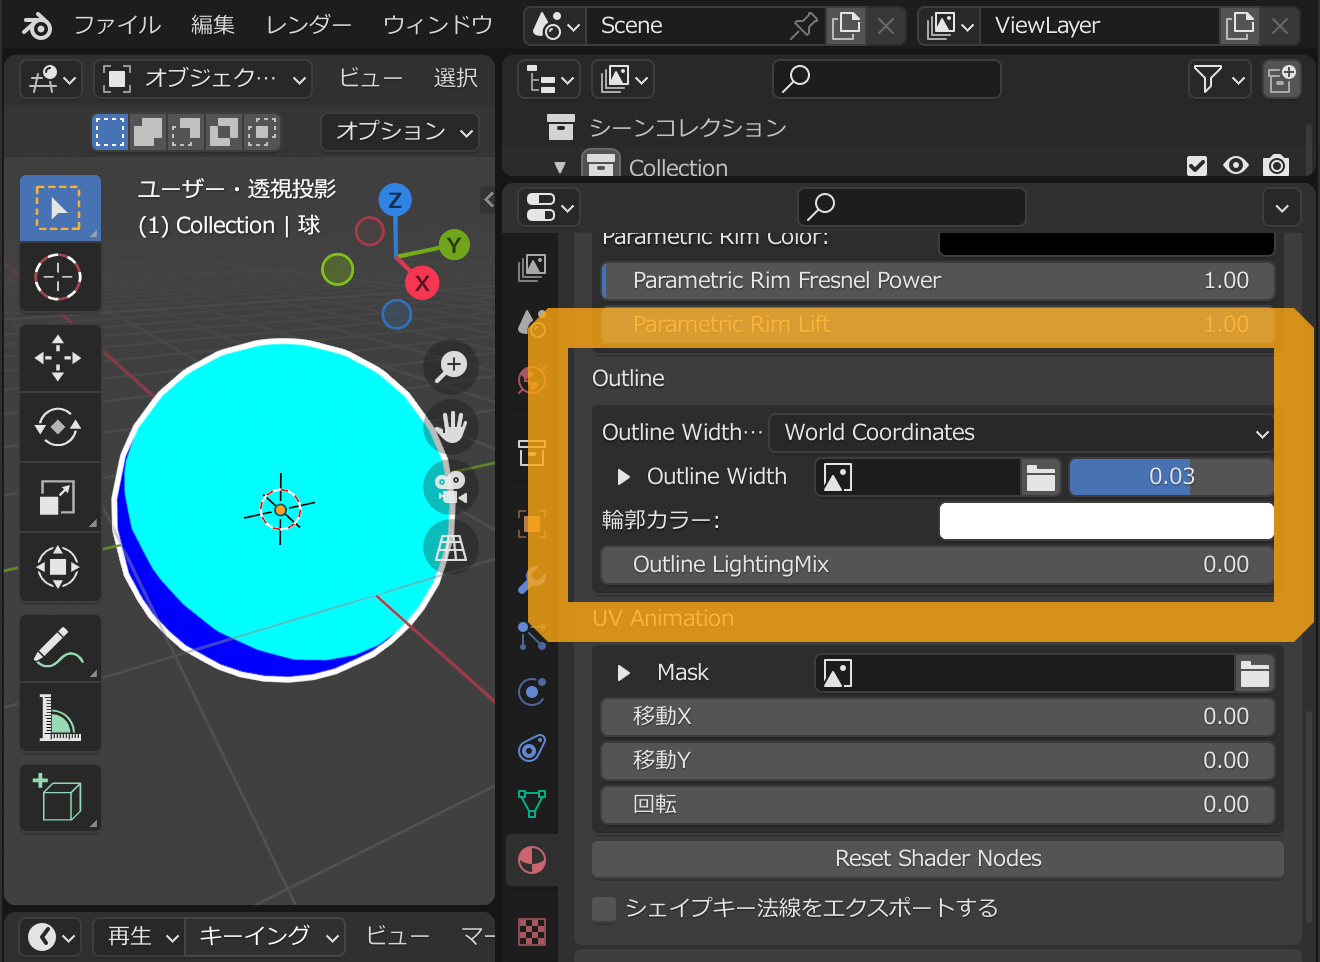 ファイル 編集 レンダー ウィンドウ Scene ViewLayer
オブジェク… ビュー 選択
オプション
シーンコレクション
Collection
ユーザー・透視投影
(1) Collection | 球
Z
Y
X
Parametric Rim Color:
Parametric Rim Fresnel Power 1.00
Parametric Rim Lift 1.00
Outline
Outline Width… World Coordinates
Outline Width 0.03
輪郭カラー:
Outline LightingMix 0.00
UV Animation
Mask
移動X 0.00
移動Y 0.00
回転 0.00
Reset Shader Nodes
シェイプキー法線をエクスポートする
再生 キーイング ビュー マー